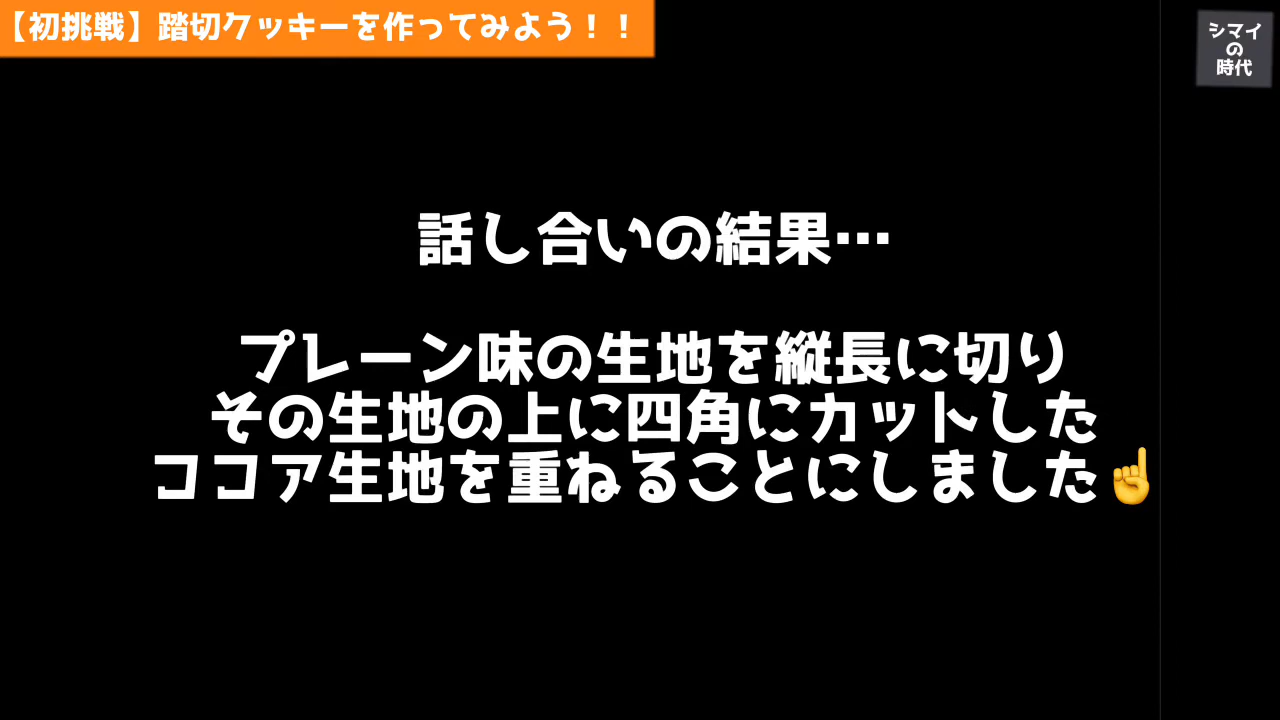 【初挑戦】踏切クッキーを作ってみよう！！
シマイ
の
時代
話し合いの結果…
プレーン味の生地を縦長に切り
その生地の上に四角にカットした
ココア生地を重ねることにしました☝